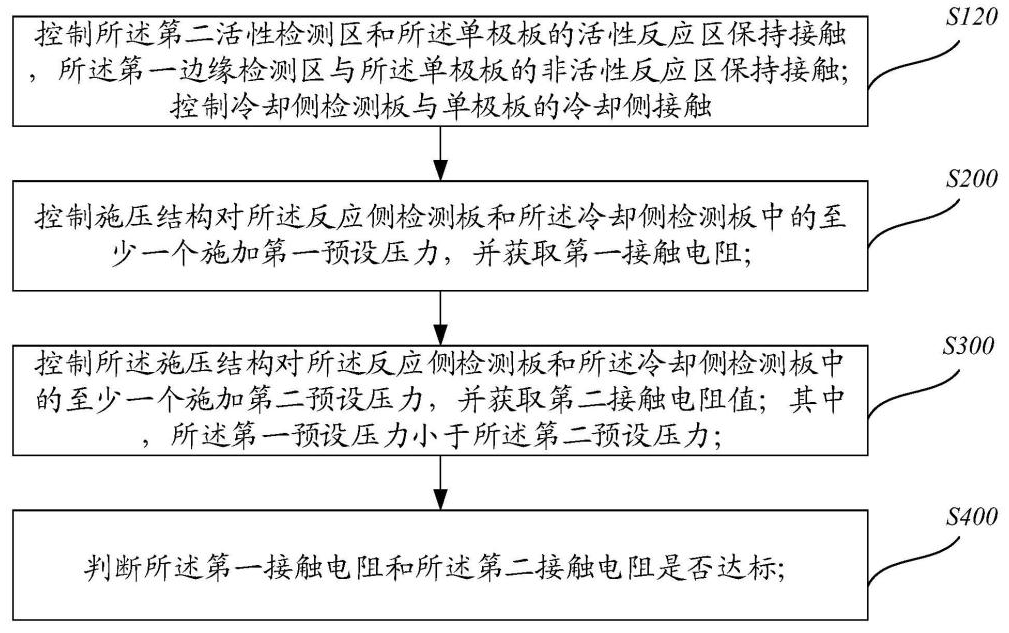 S120
控制所述第二活性检测区和所述单极板的活性反应区保持接触
，所述第一边缘检测区与所述单极板的非活性反应区保持接触;
控制冷却侧检测板与单极板的冷却侧接触
S200
控制施压结构对所述反应侧检测板和所述冷却侧检测板中的至
少一个施加第一预设压力，并获取第一接触电阻;
S300
控制所述施压结构对所述反应侧检测板和所述冷却侧检测板中
的至少一个施加第二预设压力，并获取第二接触电阻值；其中
，所述第一预设压力小于所述第二预设压力;
S400
判断所述第一接触电阻和所述第二接触电阻是否达标;